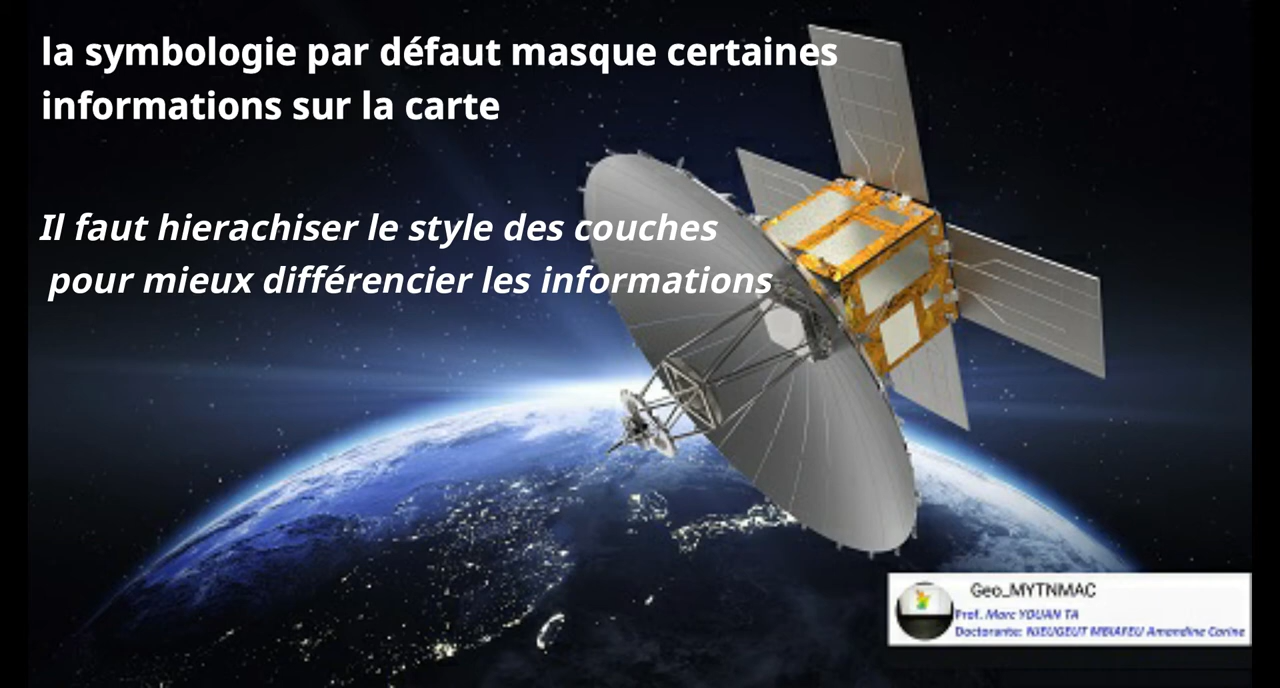 la symbologie par défaut masque certaines
informations sur la carte
Il faut hierachiser le style des couches
pour mieux différencier les informations
Geo_MYTNMAC
Prof. Marc YOUAN TA
Doctorante: NJEUGEUT MBIAFEU Amandine Carine